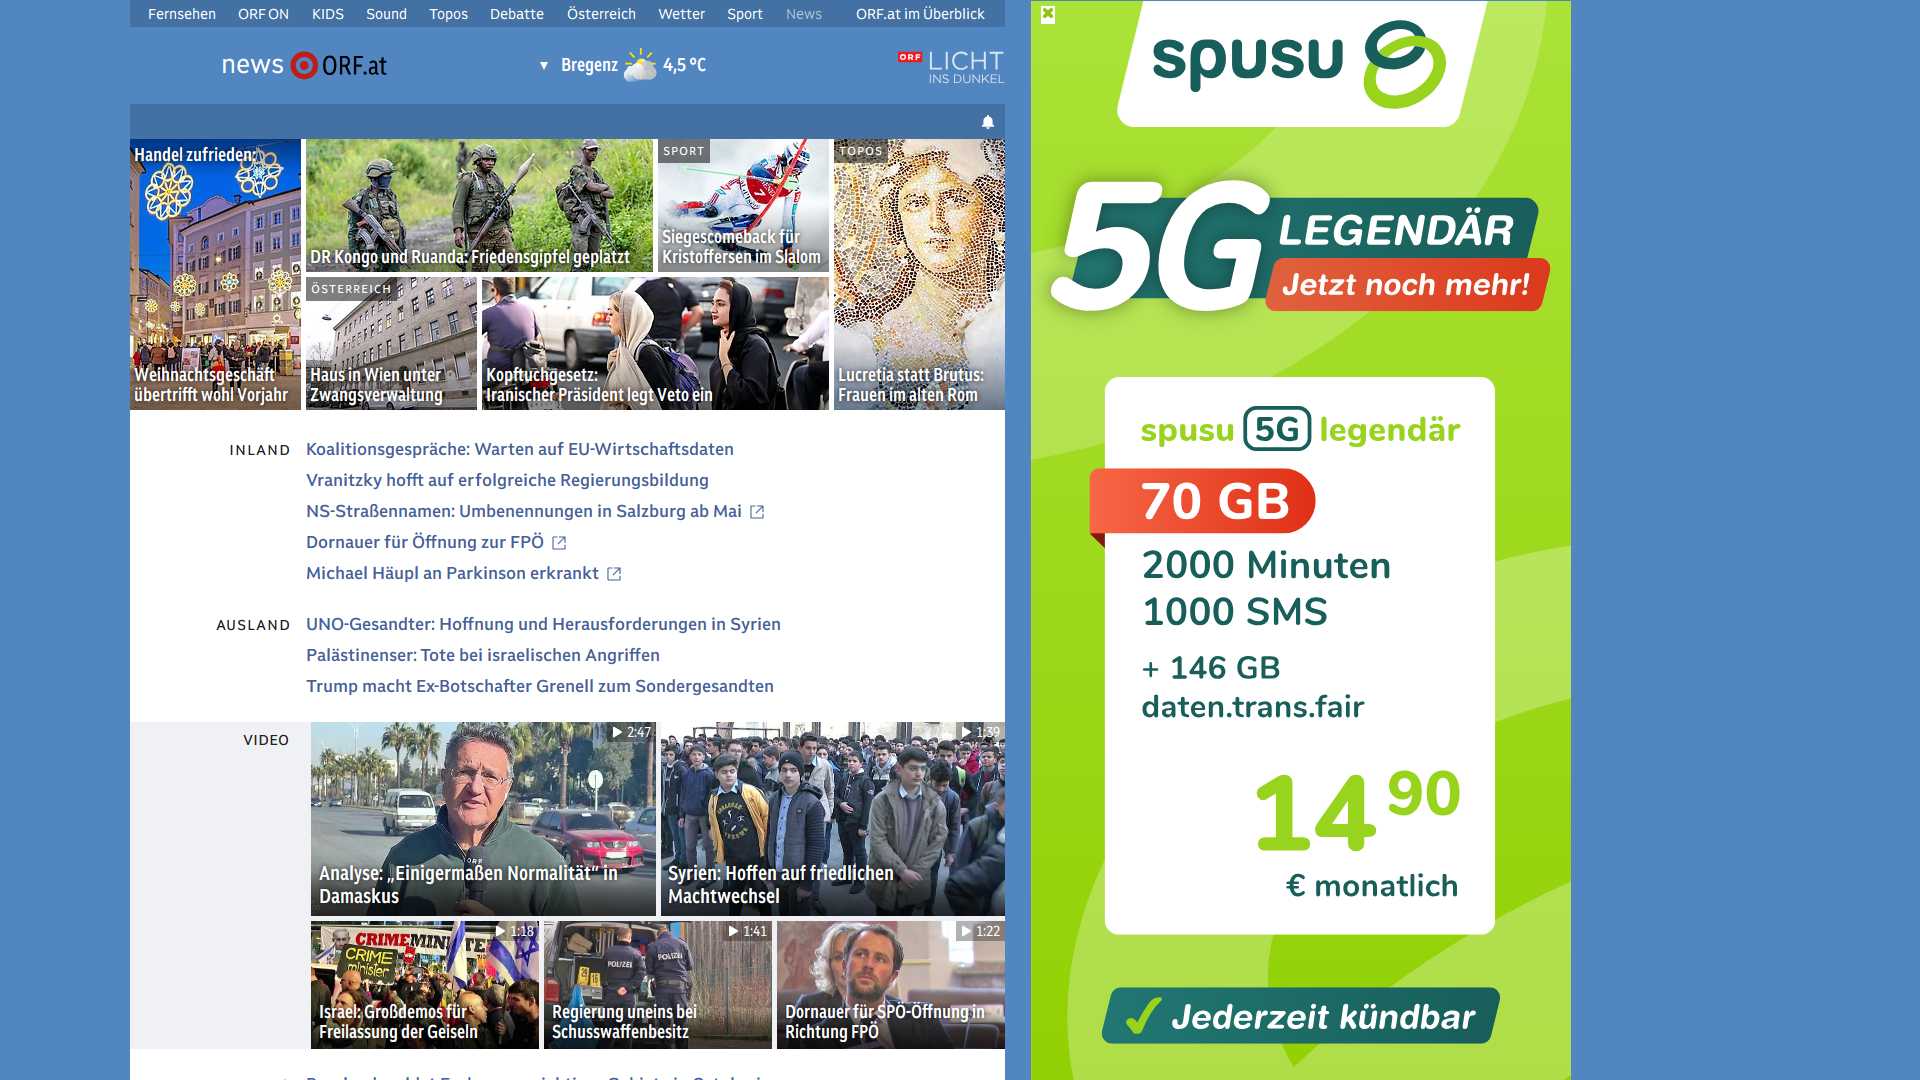 Fernsehen ORF ON KIDS Sound Topos Debatte Österreich Wetter Sport News ORF.at im Überblick
news ORF.at
Bregenz 4,5 °C
ORF LICHT
INS DUNKEL
Handel zufrieden:
Weihnachtsgeschäft
übertrifft wohl Vorjahr
DR Kongo und Ruanda: Friedensgipfel geplatzt
SPORT
Siegescomeback für
Kristoffersen im Slalom
TOPOS
Lucretia statt Brutus:
Frauen im alten Rom
ÖSTERREICH
Haus in Wien unter
Zwangsverwaltung
Kopftuchgesetz:
Iranischer Präsident legt Veto ein
INLAND
Koalitionsgespräche: Warten auf EU-Wirtschaftsdaten
Vranitzky hofft auf erfolgreiche Regierungsbildung
NS-Straßennamen: Umbenennungen in Salzburg ab Mai
Dornauer für Öffnung zur FPÖ
Michael Häupl an Parkinson erkrankt
AUSLAND
UNO-Gesandter: Hoffnung und Herausforderungen in Syrien
Palästinenser: Tote bei israelischen Angriffen
Trump macht Ex-Botschafter Grenell zum Sondergesandten
VIDEO
2:47
ORF
Analyse: „Einigermaßen Normalität“ in
Damaskus
1:39
Syrien: Hoffen auf friedlichen
Machtwechsel
1:18
CRIME MINISTER
CRIME
minister
Israel: Großdemos für
Freilassung der Geiseln
1:41
POLIZEI
POLIZEI
Regierung uneins bei
Schusswaffenbesitz
1:22
Dornauer für SPÖ-Öffnung in
Richtung FPÖ
spusu
5G LEGENDÄR
Jetzt noch mehr!
spusu 5G legendär
70 GB
2000 Minuten
1000 SMS
+ 146 GB
daten.trans.fair
14 90
€ monatlich
Jederzeit kündbar